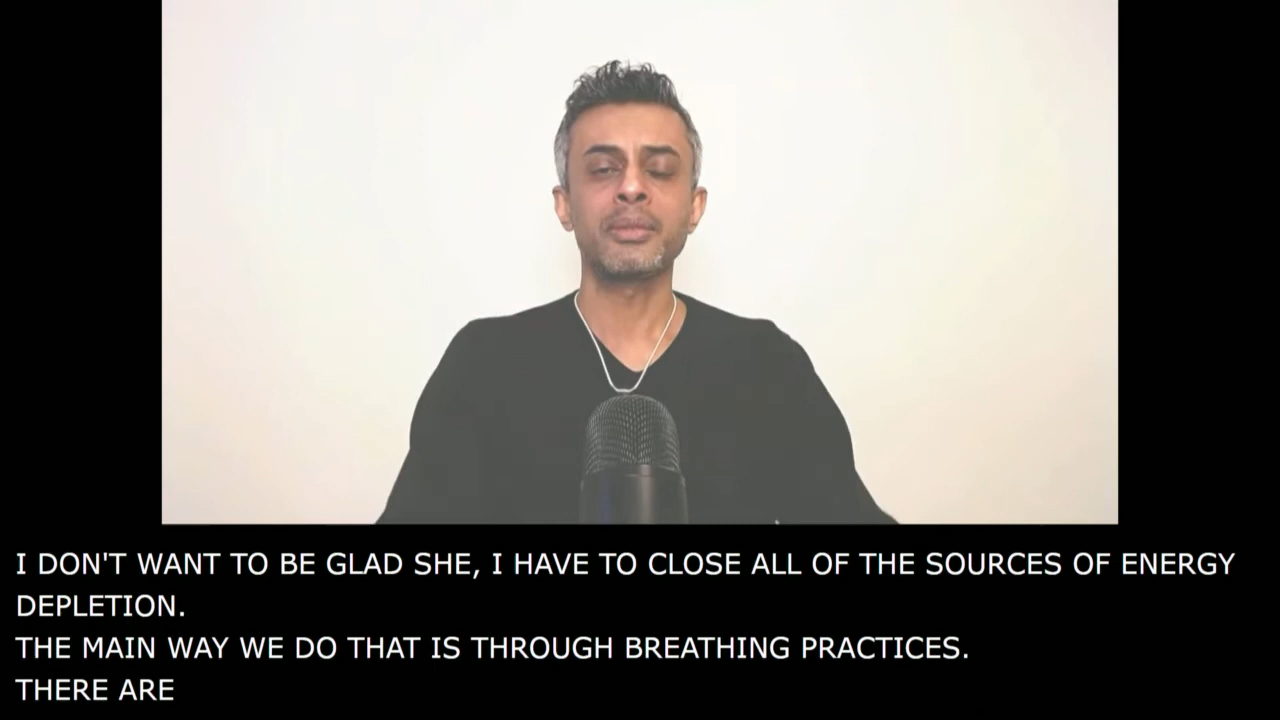 I DON'T WANT TO BE GLAD SHE, I HAVE TO CLOSE ALL OF THE SOURCES OF ENERGY
DEPLETION.
THE MAIN WAY WE DO THAT IS THROUGH BREATHING PRACTICES.
THERE ARE